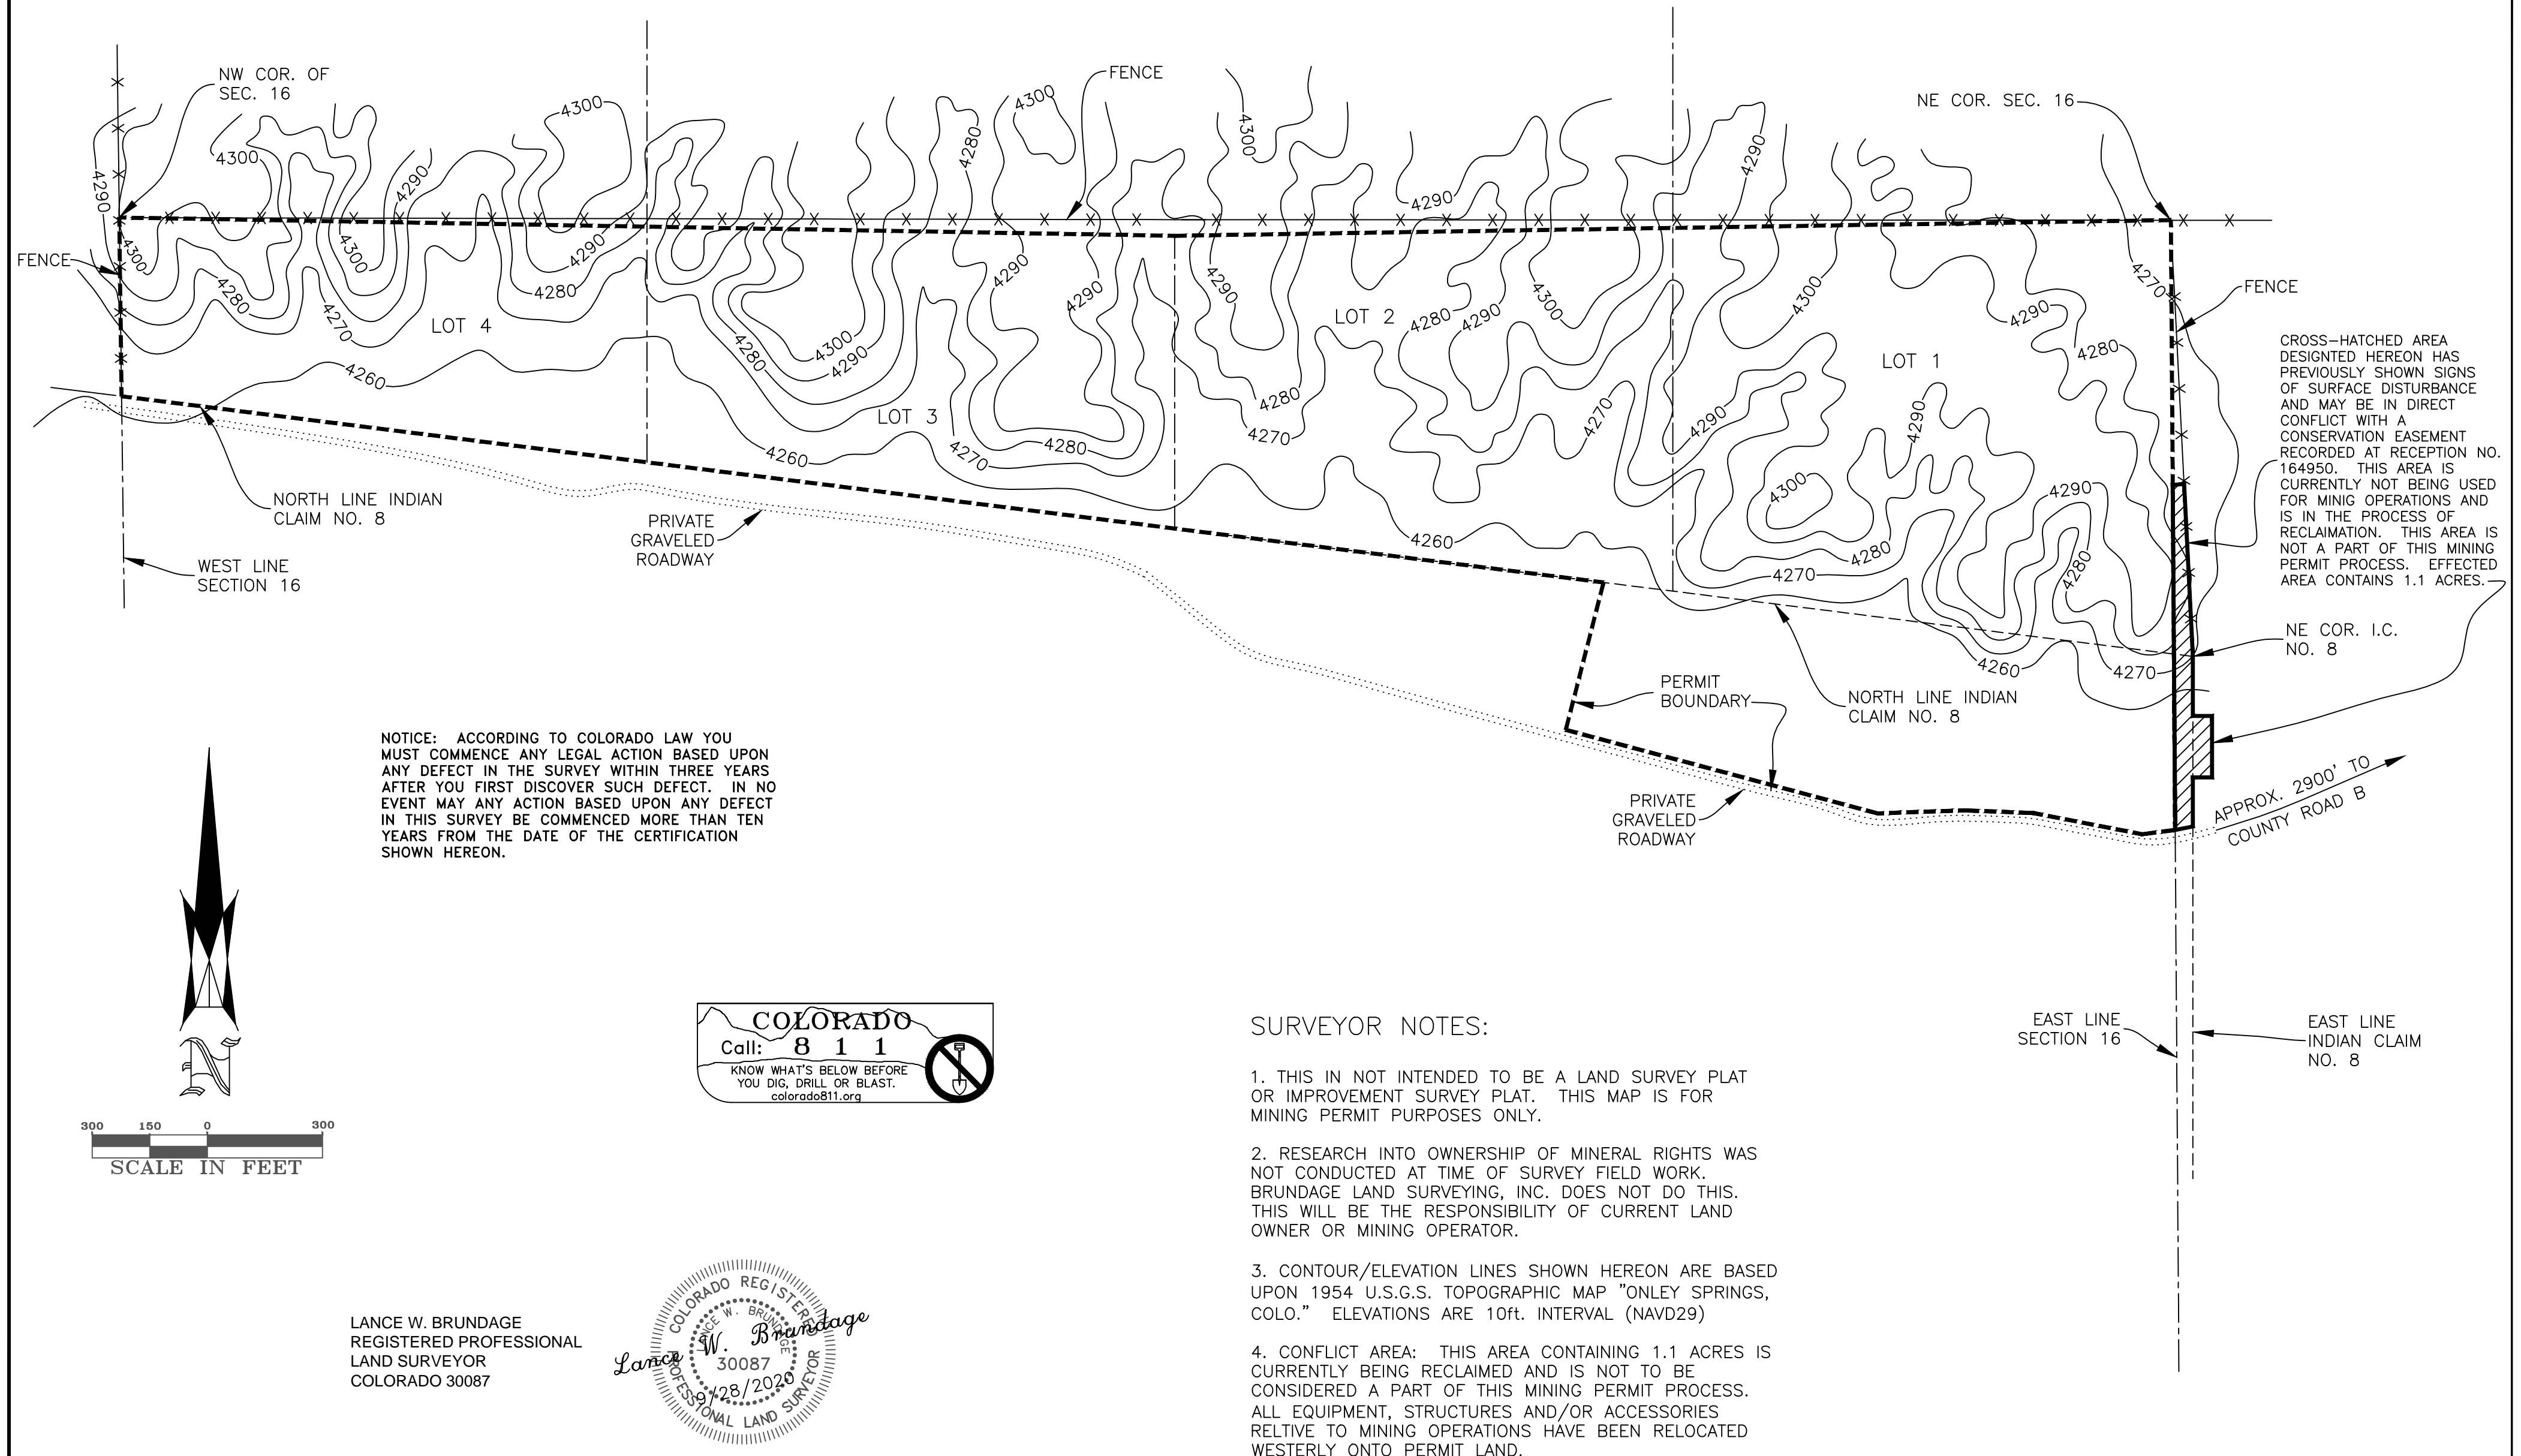 NW COR. OF
SEC. 16
FENCE
NE COR. SEC. 16
4300
4300
4300
4300
4280
4290
4290
4290
4290
4300
4300
4290
4290
4290
4290
4300
4300
4270
FENCE
FENCE
4280
4270
4280
LOT 4
4280
4300
4290
LOT 2
4280
4290
4290
4280
LOT 1
CROSS-HATCHED AREA
DESIGNTED HEREON HAS
PREVIOUSLY SHOWN SIGNS
OF SURFACE DISTURBANCE
AND MAY BE IN DIRECT
CONFLICT WITH A
CONSERVATION EASEMENT
RECORDED AT RECEPTION NO.
164950. THIS AREA IS
CURRENTLY NOT BEING USED
FOR MINIG OPERATIONS AND
IS IN THE PROCESS OF
RECLAIMATION. THIS AREA IS
NOT A PART OF THIS MINING
PERMIT PROCESS. EFFECTED
AREA CONTAINS 1.1 ACRES.
4260
LOT 3
4280
4270
4270
4290
4290
4260
4270
4280
4300
4290
NORTH LINE INDIAN
CLAIM NO. 8
PRIVATE
GRAVELED
ROADWAY
4260
4280
4270
4280
WEST LINE
SECTION 16
NE COR. I.C.
NO. 8
4260
4270
PERMIT
BOUNDARY
NORTH LINE INDIAN
CLAIM NO. 8
NOTICE: ACCORDING TO COLORADO LAW YOU
MUST COMMENCE ANY LEGAL ACTION BASED UPON
ANY DEFECT IN THE SURVEY WITHIN THREE YEARS
AFTER YOU FIRST DISCOVER SUCH DEFECT. IN NO
EVENT MAY ANY ACTION BASED UPON ANY DEFECT
IN THIS SURVEY BE COMMENCED MORE THAN TEN
YEARS FROM THE DATE OF THE CERTIFICATION
SHOWN HEREON.
PRIVATE
GRAVELED
ROADWAY
APPROX. 2900' TO
COUNTY ROAD B
N
COLORADO
Call: 8 1 1
KNOW WHAT'S BELOW BEFORE
YOU DIG, DRILL OR BLAST.
colorado811.org
300 150 0 300
SCALE IN FEET
EAST LINE
SECTION 16
EAST LINE
INDIAN CLAIM
NO. 8
SURVEYOR NOTES:
1. THIS IN NOT INTENDED TO BE A LAND SURVEY PLAT
OR IMPROVEMENT SURVEY PLAT. THIS MAP IS FOR
MINING PERMIT PURPOSES ONLY.
2. RESEARCH INTO OWNERSHIP OF MINERAL RIGHTS WAS
NOT CONDUCTED AT TIME OF SURVEY FIELD WORK.
BRUNDAGE LAND SURVEYING, INC. DOES NOT DO THIS.
THIS WILL BE THE RESPONSIBILITY OF CURRENT LAND
OWNER OR MINING OPERATOR.
3. CONTOUR/ELEVATION LINES SHOWN HEREON ARE BASED
UPON 1954 U.S.G.S. TOPOGRAPHIC MAP "ONLEY SPRINGS,
COLO." ELEVATIONS ARE 10ft. INTERVAL (NAVD29)
4. CONFLICT AREA: THIS AREA CONTAINING 1.1 ACRES IS
CURRENTLY BEING RECLAIMED AND IS NOT TO BE
CONSIDERED A PART OF THIS MINING PERMIT PROCESS.
ALL EQUIPMENT, STRUCTURES AND/OR ACCESSORIES
RELTIVE TO MINING OPERATIONS HAVE BEEN RELOCATED
WESTERLY ONTO PERMIT LAND.
LANCE W. BRUNDAGE
REGISTERED PROFESSIONAL
LAND SURVEYOR
COLORADO 30087
COLORADO REGISTERED
LANCE W. BRUNDAGE
Lance W. Brundage
30087
9/28/2020
PROFESSIONAL LAND SURVEYOR